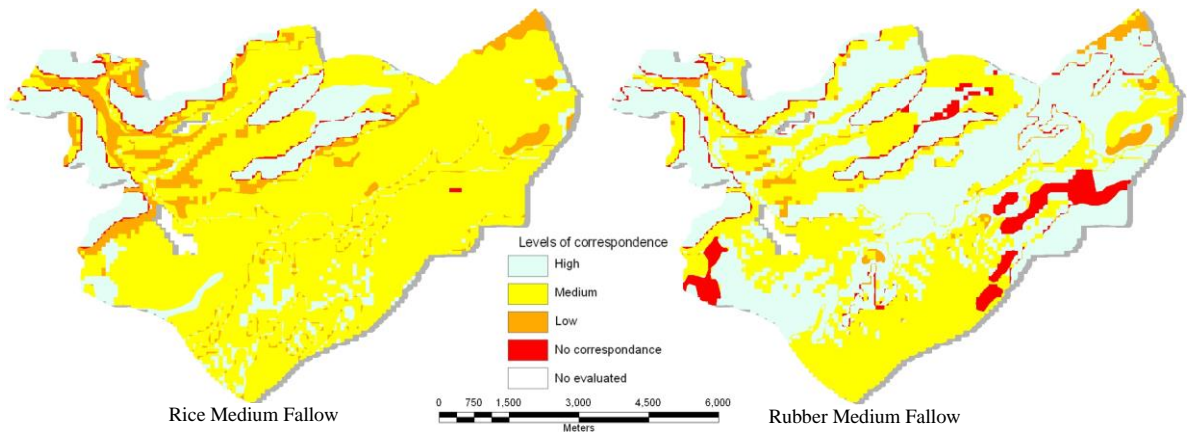 Levels of correspondence
High
Medium
Low
No correspondance
No evaluated
0 750 1,500 3,000 4,500 6,000
Meters
Rice Medium Fallow
Rubber Medium Fallow